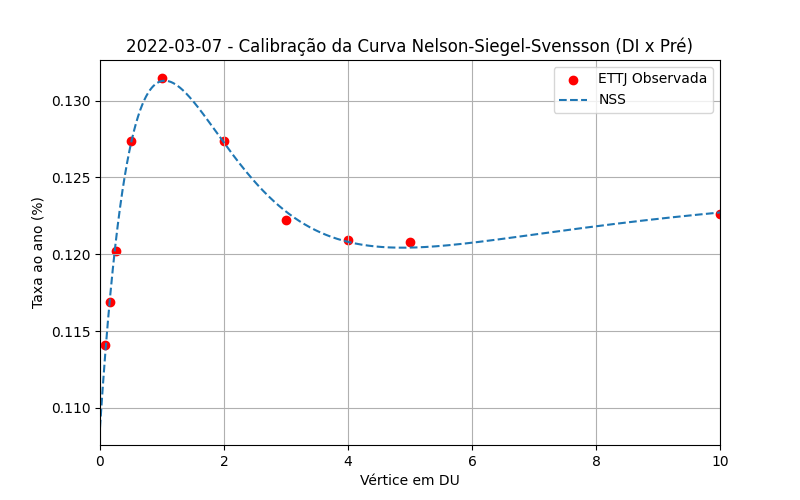 2022-03-07 - Calibração da Curva Nelson-Siegel-Svensson (DI x Pré)
ETTJ Observada
NSS
Taxa ao ano (%)
0.130
0.125
0.120
0.115
0.110
0 2 4 6 8 10
Vértice em DU